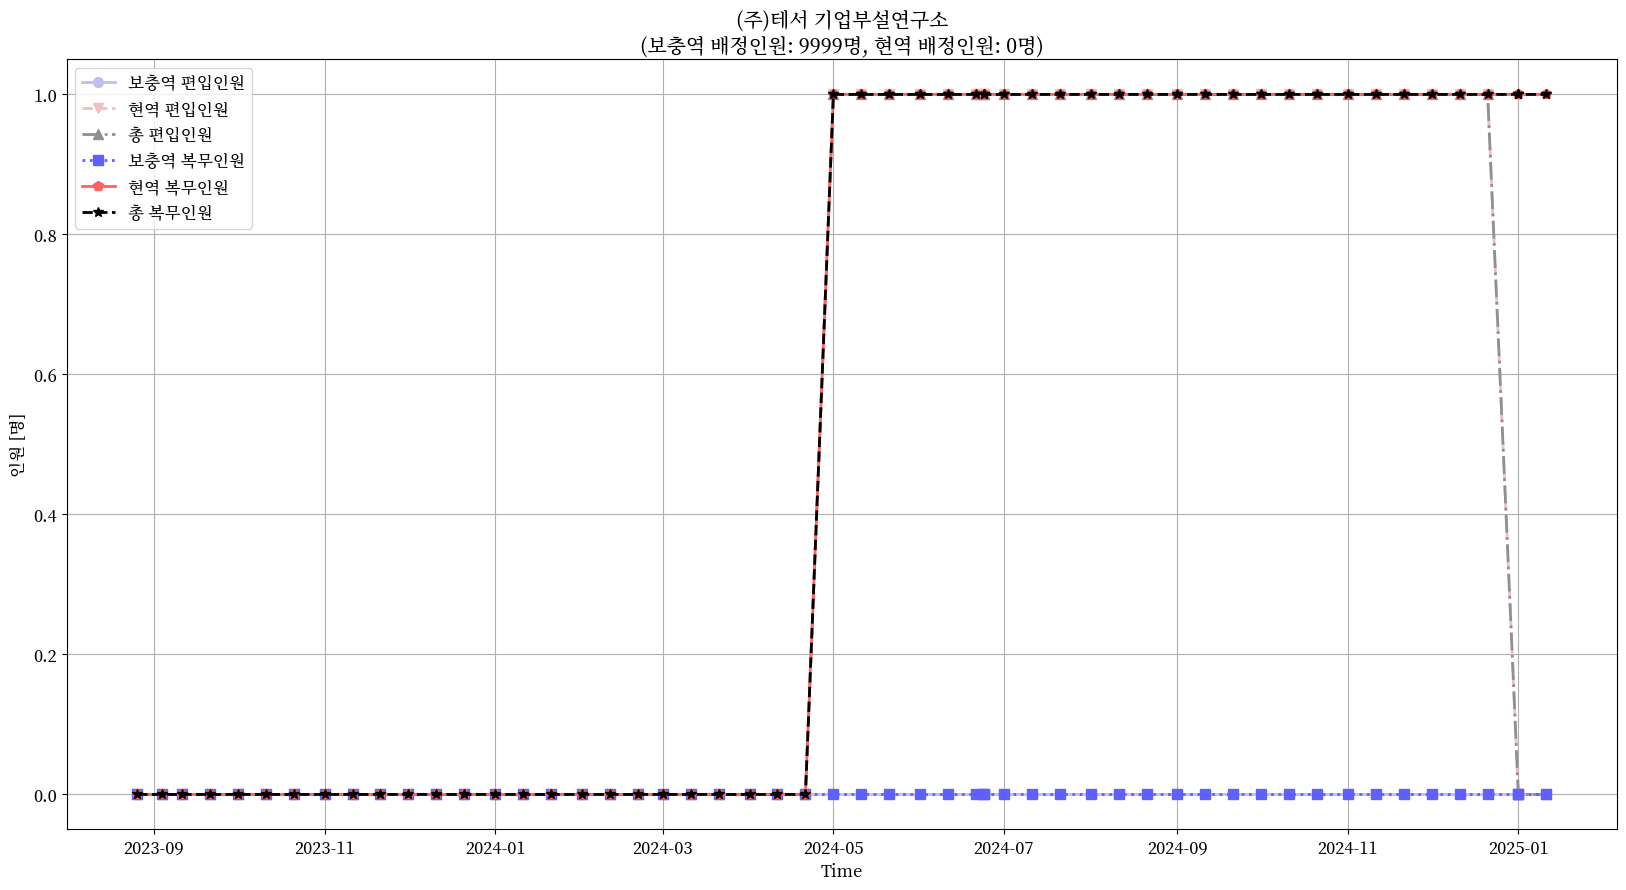 (주)테서 기업부설연구소
(보충역 배정인원: 9999명, 현역 배정인원: 0명)
보충역 편입인원
현역 편입인원
총 편입인원
보충역 복무인원
현역 복무인원
총 복무인원
인원 [명]
1.0
0.8
0.6
0.4
0.2
0.0
2023-09
2023-11
2024-01
2024-03
2024-05
2024-07
2024-09
2024-11
2025-01
Time